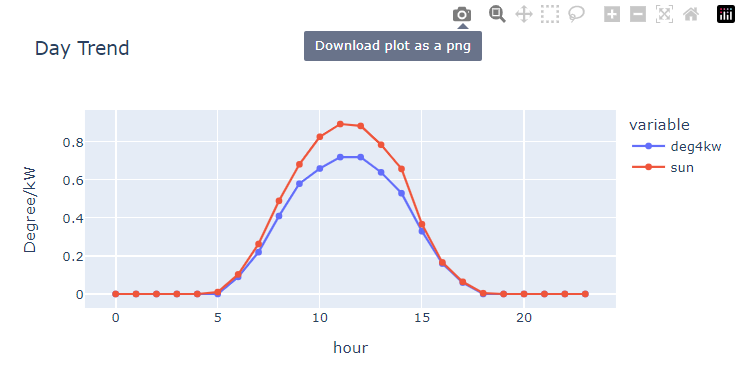 Download plot as a png
Day Trend
variable
deg4kw
sun
Degree/kW
0.8
0.6
0.4
0.2
0
0
5
10
15
20
hour